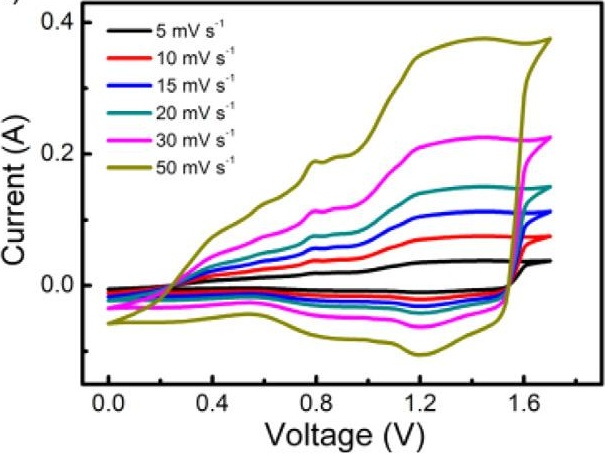 )
0.4
0.2
0.0
Current (A)
5 mV s⁻¹
10 mV s⁻¹
15 mV s⁻¹
20 mV s⁻¹
30 mV s⁻¹
50 mV s⁻¹
0.0 0.4 0.8 1.2 1.6
Voltage (V)